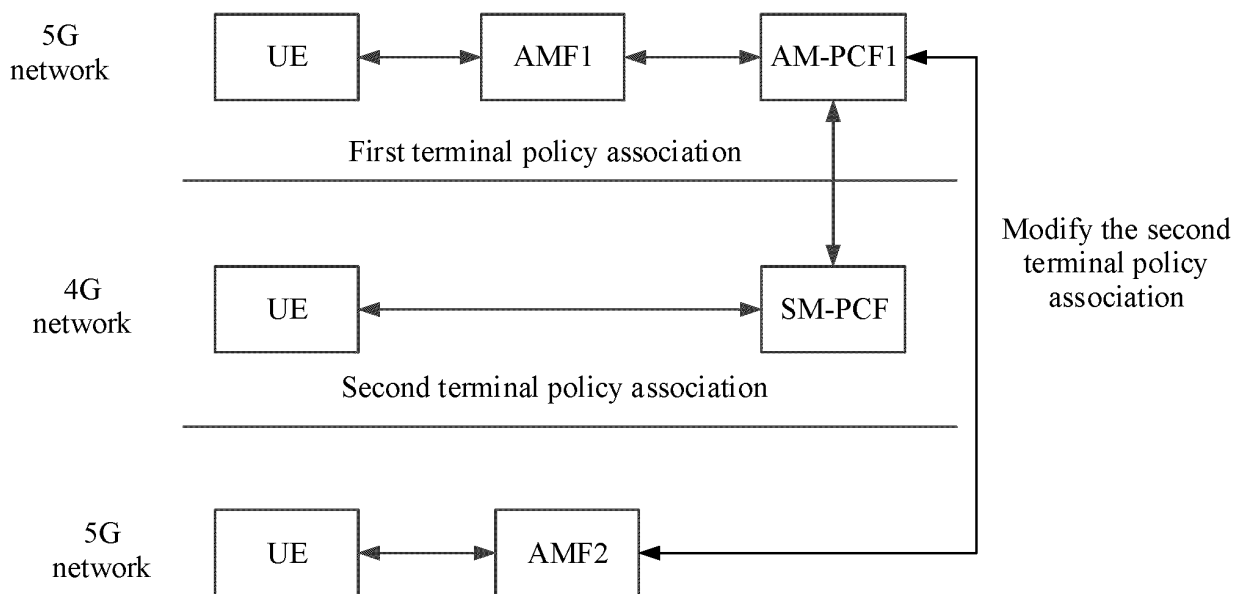 5G
network
UE
AMF1
AM-PCF1
First terminal policy association
Modify the second
terminal policy
association
4G
network
UE
SM-PCF
Second terminal policy association
5G
network
UE
AMF2